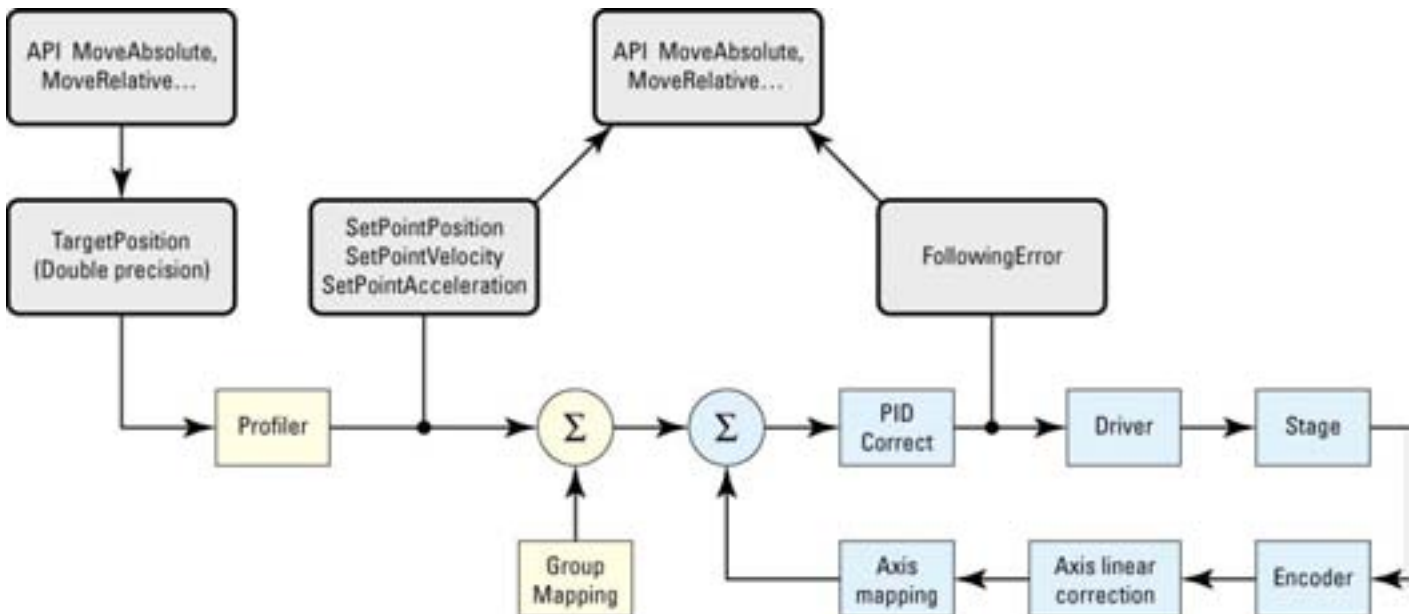 API MoveAbsolute,
MoveRelative…
API MoveAbsolute,
MoveRelative…
TargetPosition
(Double precision)
SetPointPosition
SetPointVelocity
SetPointAcceleration
FollowingError
Profiler
Σ
Σ
PID
Correct
Driver
Stage
Group
Mapping
Axis
mapping
Axis linear
correction
Encoder